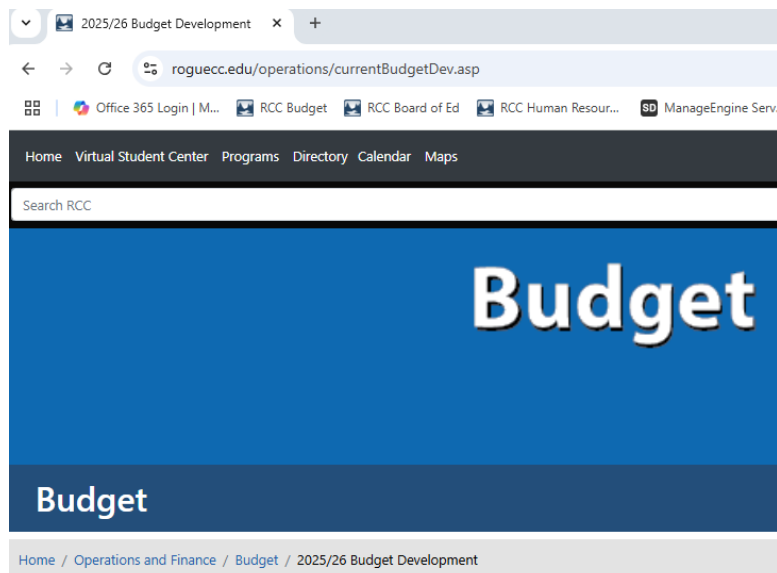 2025/26 Budget Development
roguecc.edu/operations/currentBudgetDev.asp
Office 365 Login | M... RCC Budget RCC Board of Ed RCC Human Resour... SD ManageEngine Serv
Home Virtual Student Center Programs Directory Calendar Maps
Search RCC
Budget
Budget
Home / Operations and Finance / Budget / 2025/26 Budget Development